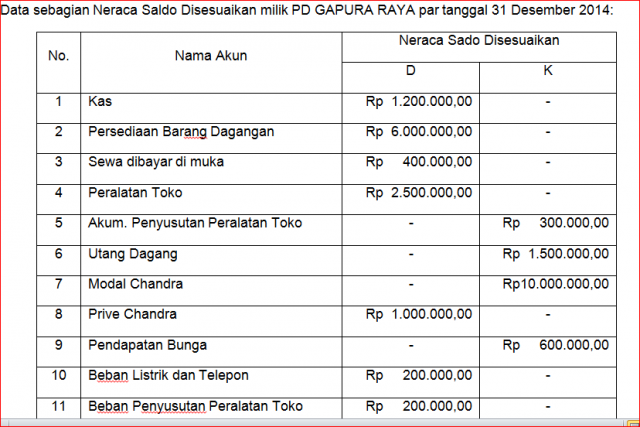 Data sebagian Neraca Saldo Disesuaikan milik PD GAPURA RAYA par tanggal 31 Desember 2014:
No. Nama Akun Neraca Sado Disesuaikan
D K
1 Kas Rp 1.200.000,00 -
2 Persediaan Barang Dagangan Rp 6.000.000,00 -
3 Sewa dibayar di muka Rp 400.000,00 -
4 Peralatan Toko Rp 2.500.000,00 -
5 Akum. Penyusutan Peralatan Toko - Rp 300.000,00
6 Utang Dagang - Rp 1.500.000,00
7 Modal Chandra Rp10.000.000,00
8 Prive Chandra Rp 1.000.000,00 -
9 Pendapatan Bunga - Rp 600.000,00
10 Beban Listrik dan Telepon Rp 200.000,00 -
11 Beban Penyusutan Peralatan Toko Rp 200.000,00 -